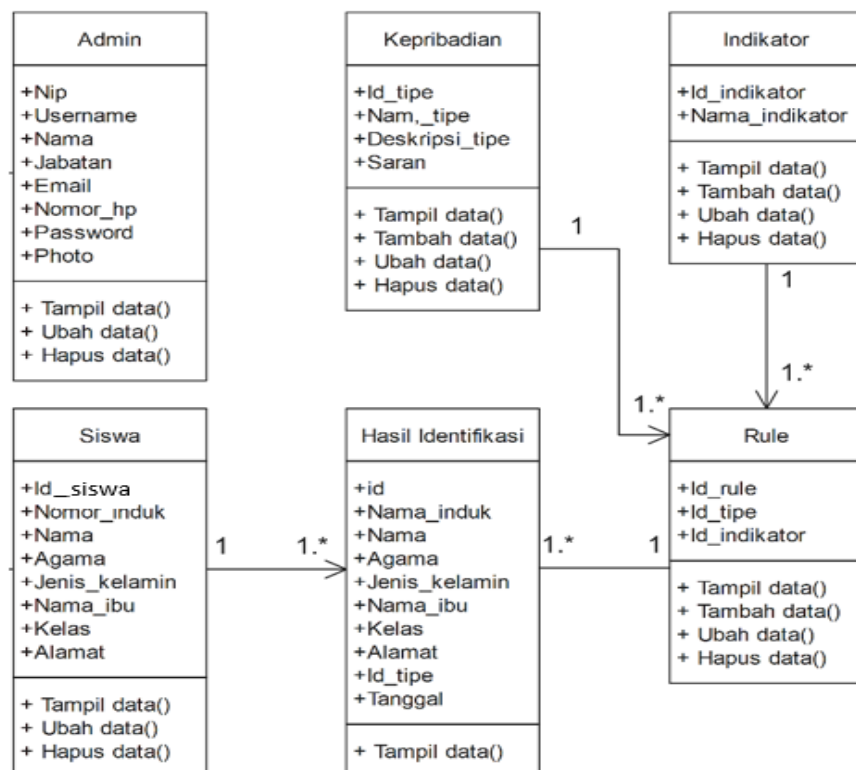 Admin
+Nip
+Username
+Nama
+Jabatan
+Email
+Nomor_hp
+Password
+Photo
+ Tampil data()
+ Ubah data()
+ Hapus data()
Kepribadian
+Id_tipe
+Nam,_tipe
+Deskripsi_tipe
+Saran
+ Tampil data()
+ Tambah data()
+ Ubah data()
+ Hapus data()
1
1.*
Indikator
+Id_indikator
+Nama_indikator
+ Tampil data()
+ Tambah data()
+ Ubah data()
+ Hapus data()
1
1.*
Siswa
+Id_siswa
+Nomor_induk
+Nama
+Agama
+Jenis_kelamin
+Nama_ibu
+Kelas
+Alamat
+ Tampil data()
+ Ubah data()
+ Hapus data()
1
1.*
Hasil Identifikasi
+id
+Nama_induk
+Nama
+Agama
+Jenis_kelamin
+Nama_ibu
+Kelas
+Alamat
+Id_tipe
+Tanggal
+ Tampil data()
1.*
1
Rule
+Id_rule
+Id_tipe
+Id_indikator
+ Tampil data()
+ Tambah data()
+ Ubah data()
+ Hapus data()